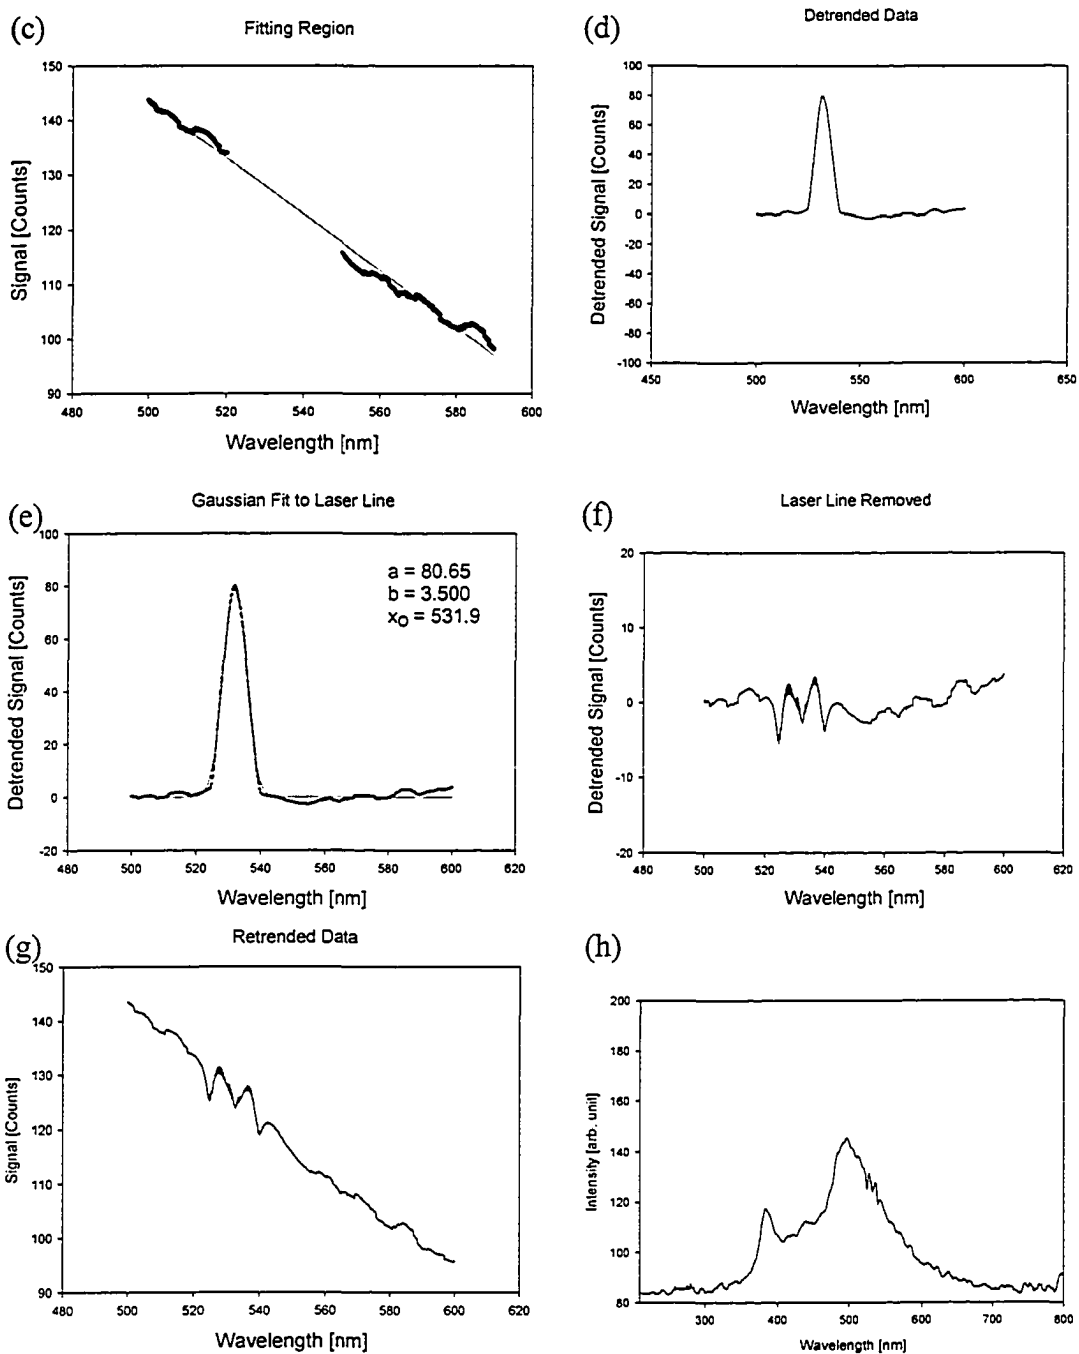 (c)
Fitting Region
150
140
130
120
110
100
90
Signal [Counts]
480 500 520 540 560 580 600
Wavelength [nm]
(d)
Detrended Data
100
80
60
40
20
0
-20
-40
-60
-80
-100
Detrended Signal [Counts]
450 500 550 600 650
Wavelength [nm]
(e)
Gaussian Fit to Laser Line
100
80
60
40
20
0
-20
Detrended Signal [Counts]
a = 80.65
b = 3.500
xo = 531.9
480 500 520 540 560 580 600 620
Wavelength [nm]
(f)
Laser Line Removed
20
10
0
-10
-20
Detrended Signal [Counts]
480 500 520 540 560 580 600 620
Wavelength [nm]
(g)
Retrended Data
150
140
130
120
110
100
90
Signal [Counts]
480 500 520 540 560 580 600 620
Wavelength [nm]
(h)
200
180
160
140
120
100
80
Intensity [arb. unit]
300 400 500 600 700 800
Wavelength [nm]